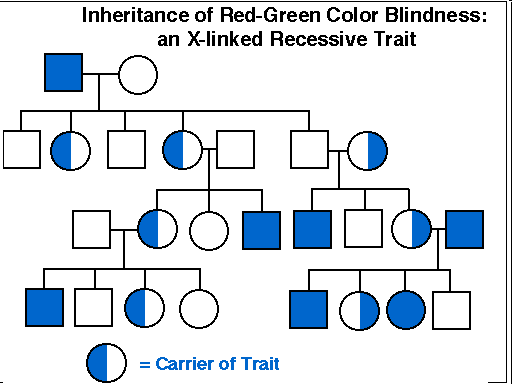 Inheritance of Red-Green Color Blindness:
an X-linked Recessive Trait
= Carrier of Trait